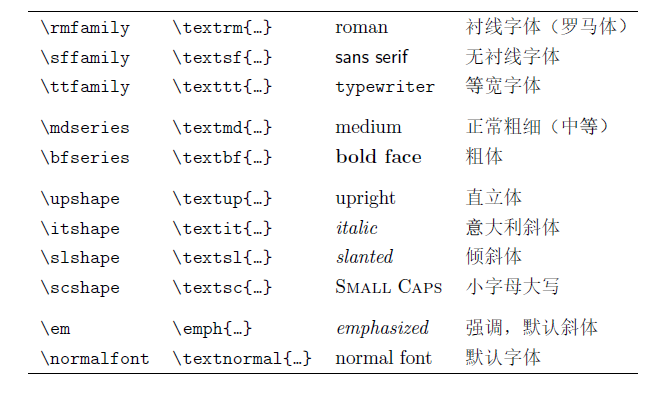 \rmfamily \textrm{…} roman 衬线字体（罗马体）
\sffamily \textsf{…} sans serif 无衬线字体
\ttfamily \texttt{…} typewriter 等宽字体
\mdseries \textmd{…} medium 正常粗细（中等）
\bfseries \textbf{…} bold face 粗体
\upshape \textup{…} upright 直立体
\itshape \textit{…} italic 意大利斜体
\slshape \textsl{…} slanted 倾斜体
\scshape \textsc{…} Small Caps 小字母大写
\em \emph{…} emphasized 强调，默认斜体
\normalfont \textnormal{…} normal font 默认字体